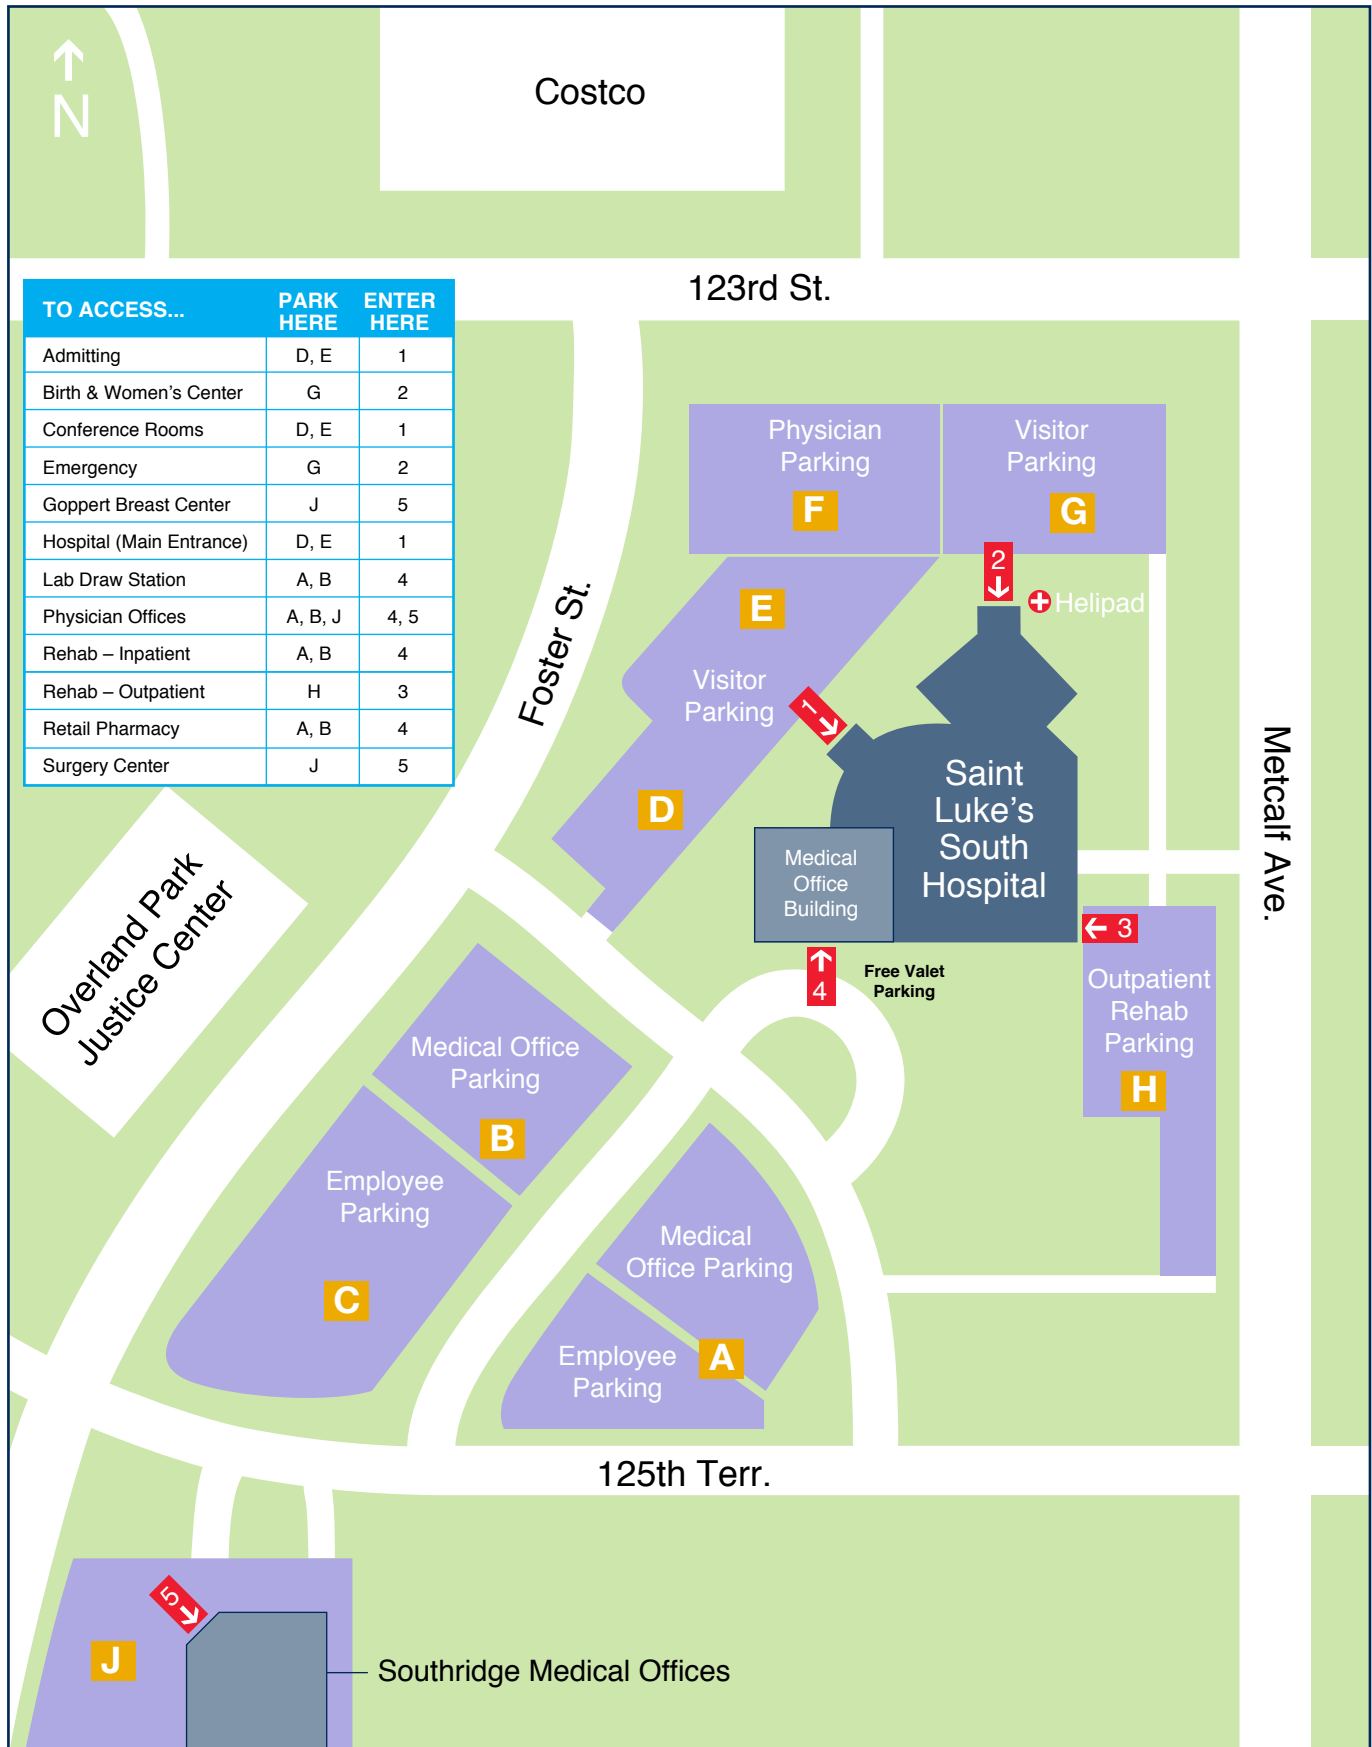 N
Costco
123rd St.
TO ACCESS... PARK HERE ENTER HERE
Admitting D, E 1
Birth & Women’s Center G 2
Conference Rooms D, E 1
Emergency G 2
Goppert Breast Center J 5
Hospital (Main Entrance) D, E 1
Lab Draw Station A, B 4
Physician Offices A, B, J 4, 5
Rehab – Inpatient A, B 4
Rehab – Outpatient H 3
Retail Pharmacy A, B 4
Surgery Center J 5
Physician
Parking
F
Visitor
Parking
G
2
Helipad
E
Visitor
Parking
1
D
Foster St.
Metcalf Ave.
Saint
Luke’s
South
Hospital
Medical
Office
Building
Overland Park
Justice Center
3
4
Free Valet
Parking
Outpatient
Rehab
Parking
H
Medical Office
Parking
B
Employee
Parking
C
Medical
Office Parking
Employee
Parking
A
125th Terr.
5
J
Southridge Medical Offices